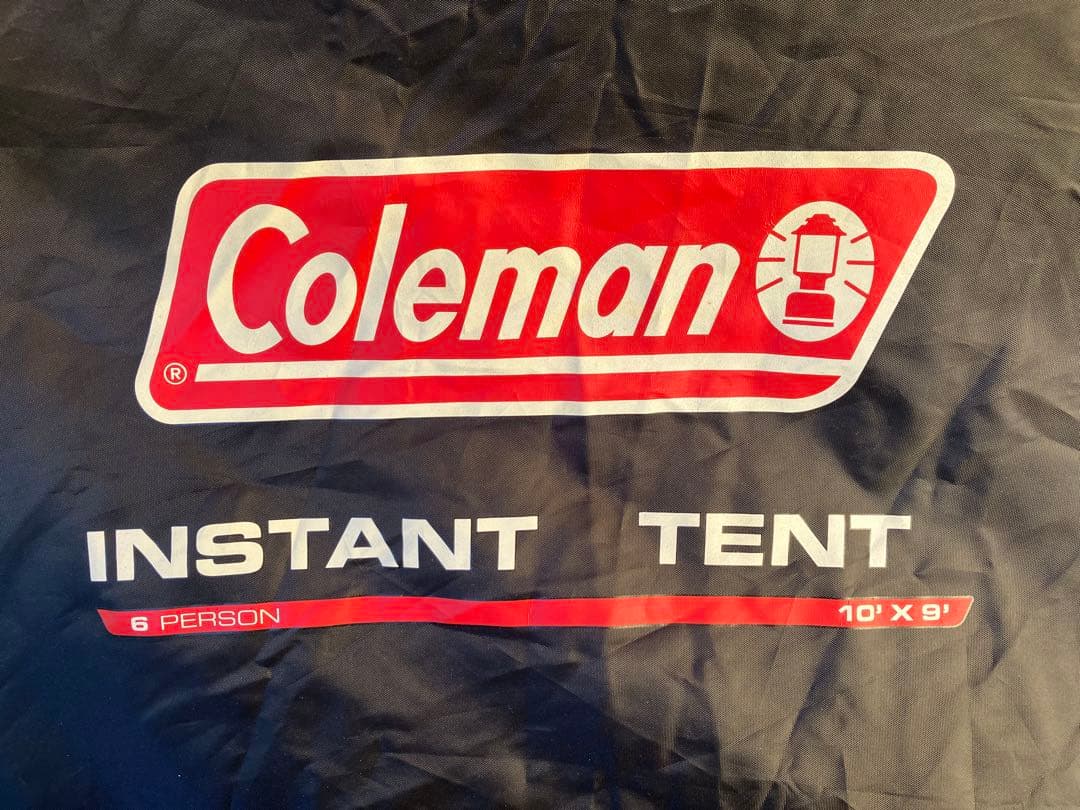 Coleman
®
INSTANT TENT
6 PERSON 10' X 9'